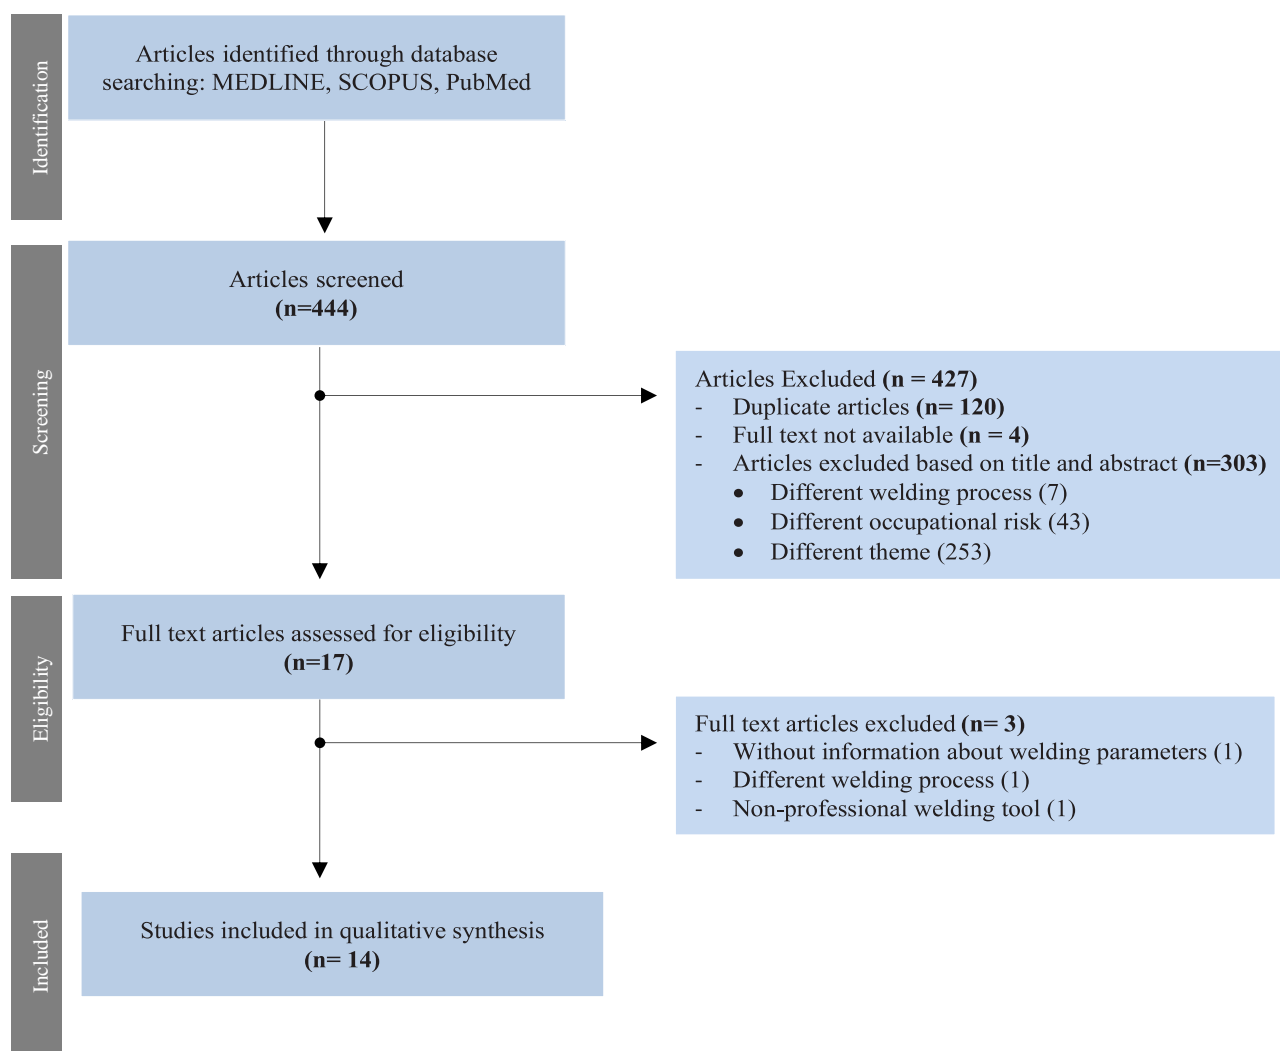 Identification
Articles identified through database
searching: MEDLINE, SCOPUS, PubMed
Screening
Articles screened
(n=444)
Articles Excluded (n = 427)
- Duplicate articles (n= 120)
- Full text not available (n = 4)
- Articles excluded based on title and abstract (n=303)
• Different welding process (7)
• Different occupational risk (43)
• Different theme (253)
Eligibility
Full text articles assessed for eligibility
(n=17)
Full text articles excluded (n= 3)
- Without information about welding parameters (1)
- Different welding process (1)
- Non-professional welding tool (1)
Included
Studies included in qualitative synthesis
(n= 14)